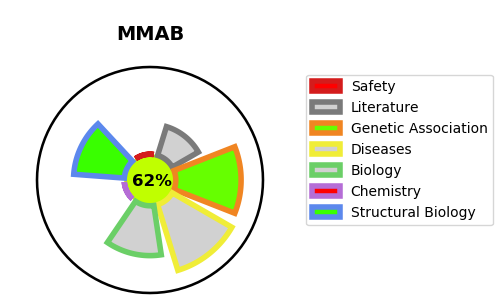 MMAB
62%
Safety
Literature
Genetic Association
Diseases
Biology
Chemistry
Structural Biology